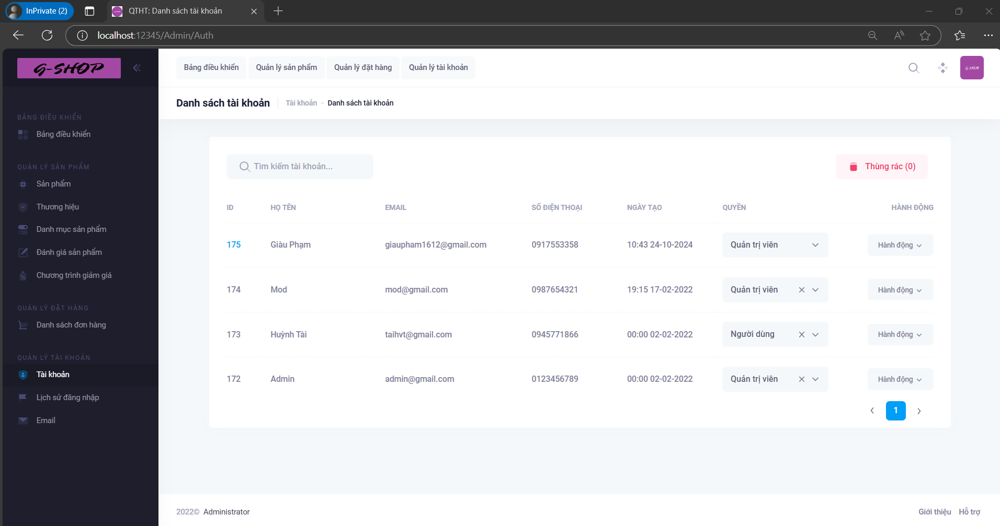 InPrivate (2)
QTHT: Danh sách tài khoản
localhost:12345/Admin/Auth
G-SHOP
Bảng điều khiển
Quản lý sản phẩm
Quản lý đặt hàng
Quản lý tài khoản
G-SHOP
Danh sách tài khoản
Tài khoản - Danh sách tài khoản
BẢNG ĐIỀU KHIỂN
Bảng điều khiển
QUẢN LÝ SẢN PHẨM
Sản phẩm
Thương hiệu
Danh mục sản phẩm
Đánh giá sản phẩm
Chương trình giảm giá
QUẢN LÝ ĐẶT HÀNG
Danh sách đơn hàng
QUẢN LÝ TÀI KHOẢN
Tài khoản
Lịch sử đăng nhập
Email
Tìm kiếm tài khoản...
Thùng rác (0)
ID HỌ TÊN EMAIL SỐ ĐIỆN THOẠI NGÀY TẠO QUYỀN HÀNH ĐỘNG
175 Giàu Phạm giaupham1612@gmail.com 0917553358 10:43 24-10-2024 Quản trị viên Hành động
174 Mod mod@gmail.com 0987654321 19:15 17-02-2022 Quản trị viên Hành động
173 Huỳnh Tài taihvt@gmail.com 0945771866 00:00 02-02-2022 Người dùng Hành động
172 Admin admin@gmail.com 0123456789 00:00 02-02-2022 Quản trị viên Hành động
1
2022© Administrator
Giới thiệu Hỗ trợ